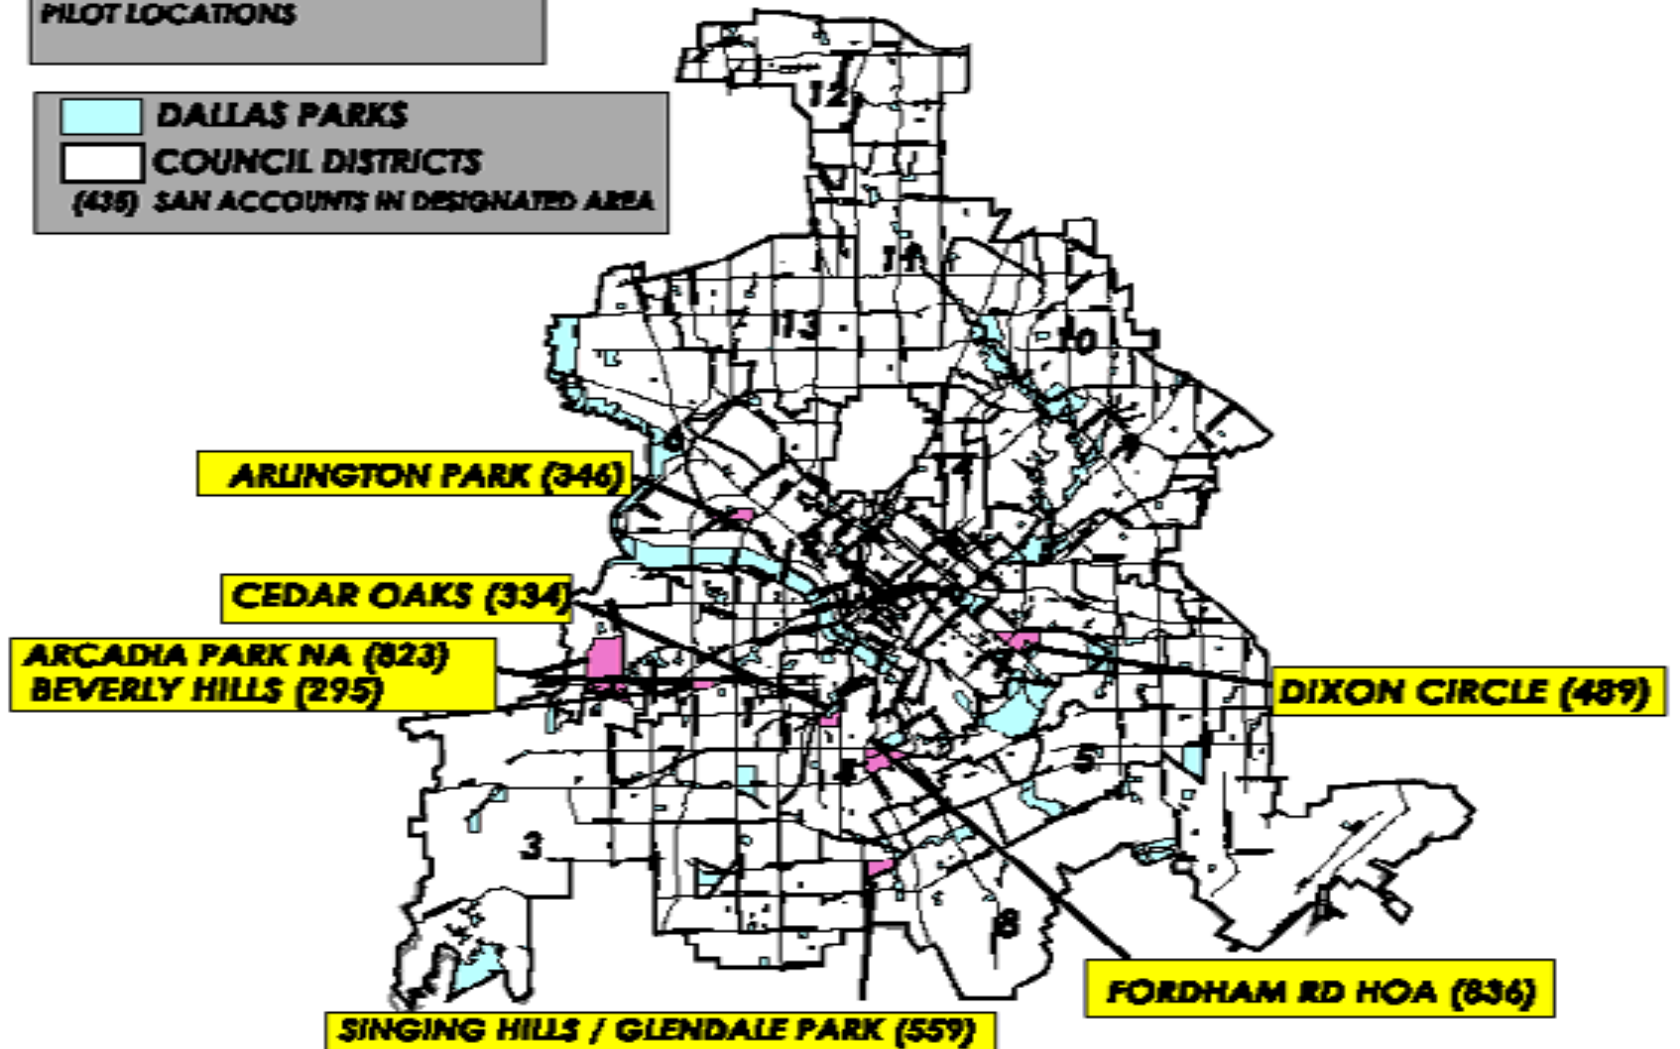 PILOT LOCATIONS
DALLAS PARKS
COUNCIL DISTRICTS
(435) SAN ACCOUNTS IN DESIGNATED AREA
12
11
13
10
6
9
14
ARLINGTON PARK (346)
CEDAR OAKS (334)
ARCADIA PARK NA (823)
BEVERLY HILLS (295)
DIXON CIRCLE (489)
5
4
3
8
FORDHAM RD HOA (836)
SINGING HILLS / GLENDALE PARK (559)